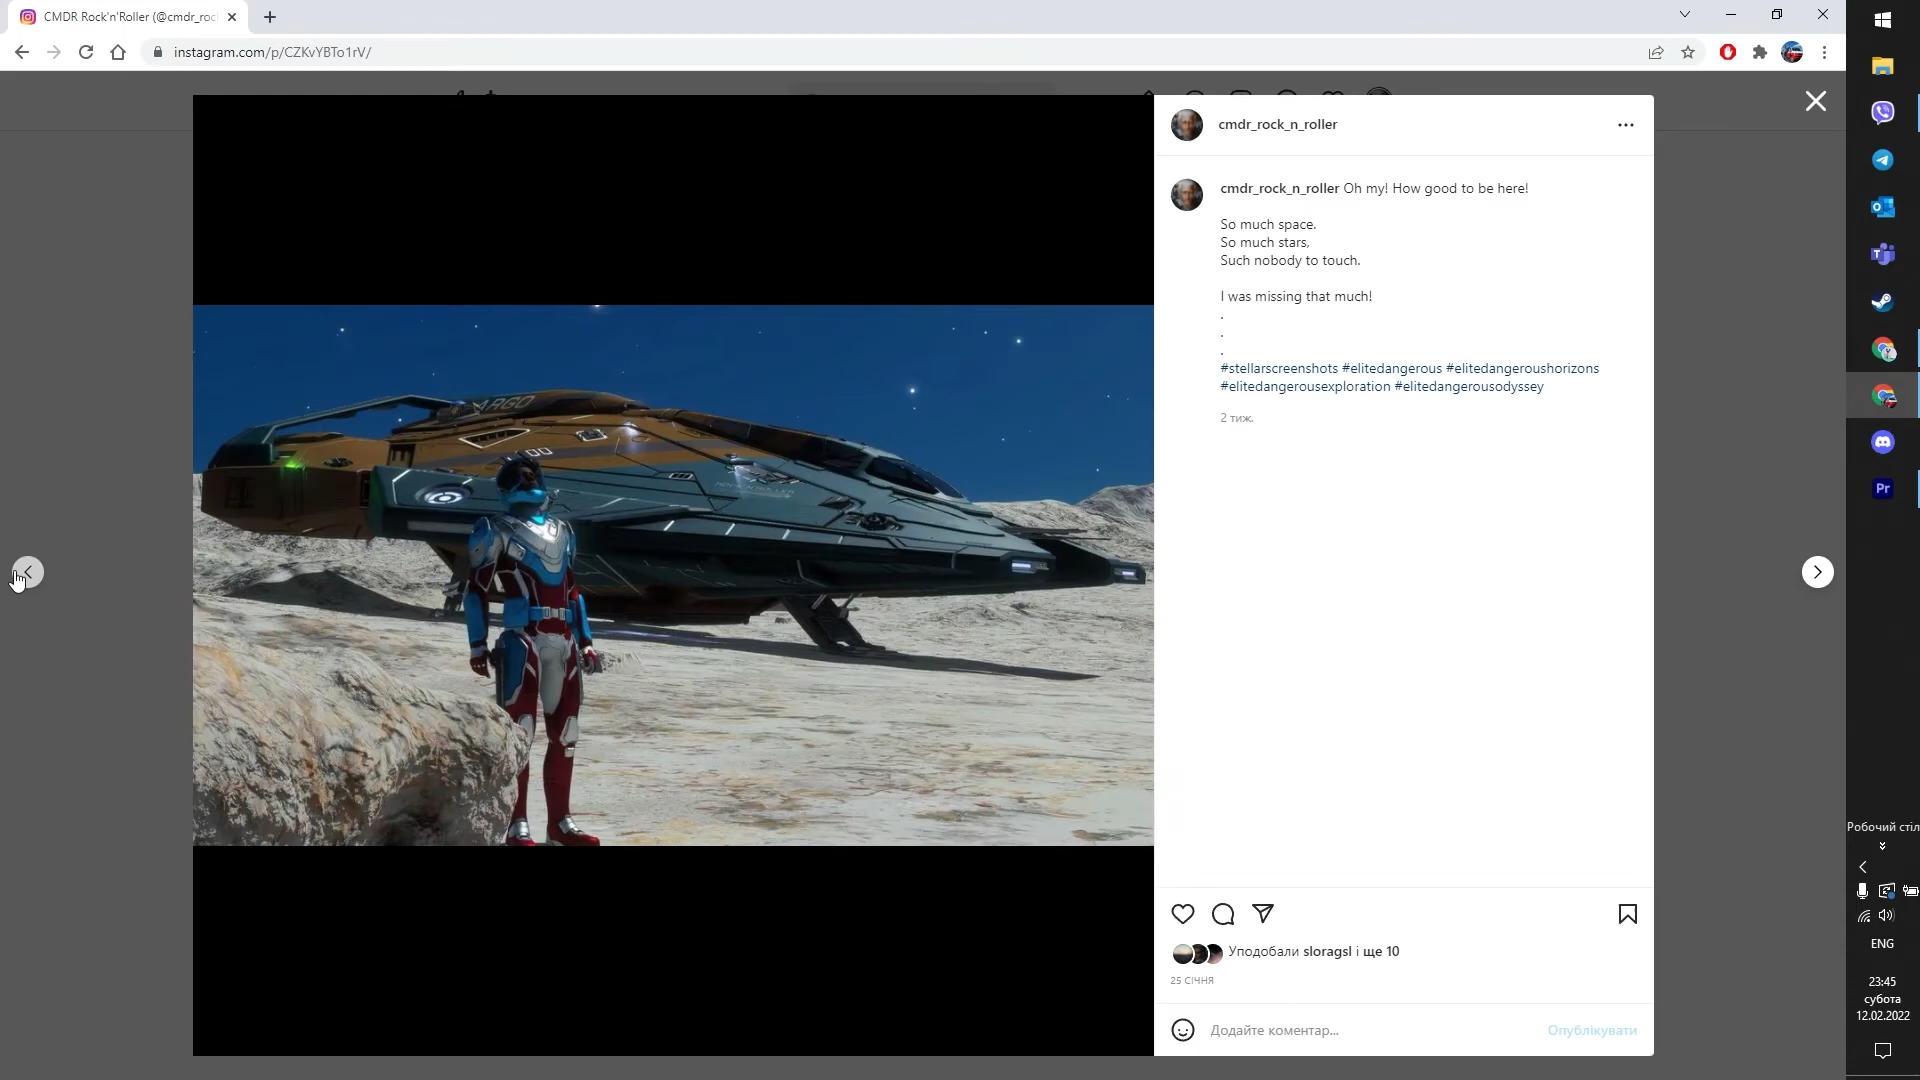 CMDR Rock'n'Roller (@cmdr_roc
instagram.com/p/CZKvYBTo1rV/
cmdr_rock_n_roller
cmdr_rock_n_roller Oh my! How good to be here!
So much space.
So much stars,
Such nobody to touch.
I was missing that much!
.
.
.
#stellarscreenshots #elitedangerous #elitedangeroushorizons
#elitedangerousexploration #elitedangerousodyssey
2 тиж.
Уподобали sloragsl і ще 10
25 СІЧНЯ
Додайте коментар...
Опублікувати
Pr
Робочий стіл
ENG
23:45
субота
12.02.2022